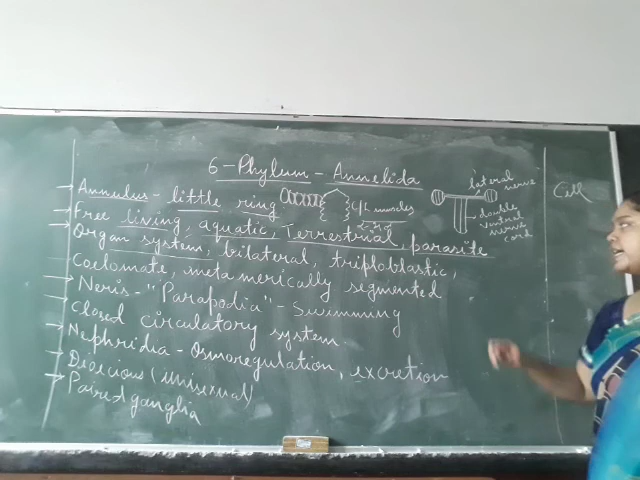 6-Phylum-Annelida
Annulus - little ring
C/L muscles
lateral nerve
double ventral nerve cord
Cell
Free living, aquatic, Terrestrial, parasite
Organ system, bilateral, triploblastic,
Coelomate, metamerically segmented
Neris - "Parapodia" - Swimming
Closed circulatory system
Nephridia - Osmoregulation, excretion
Dioecious (unisexual)
Paired ganglia